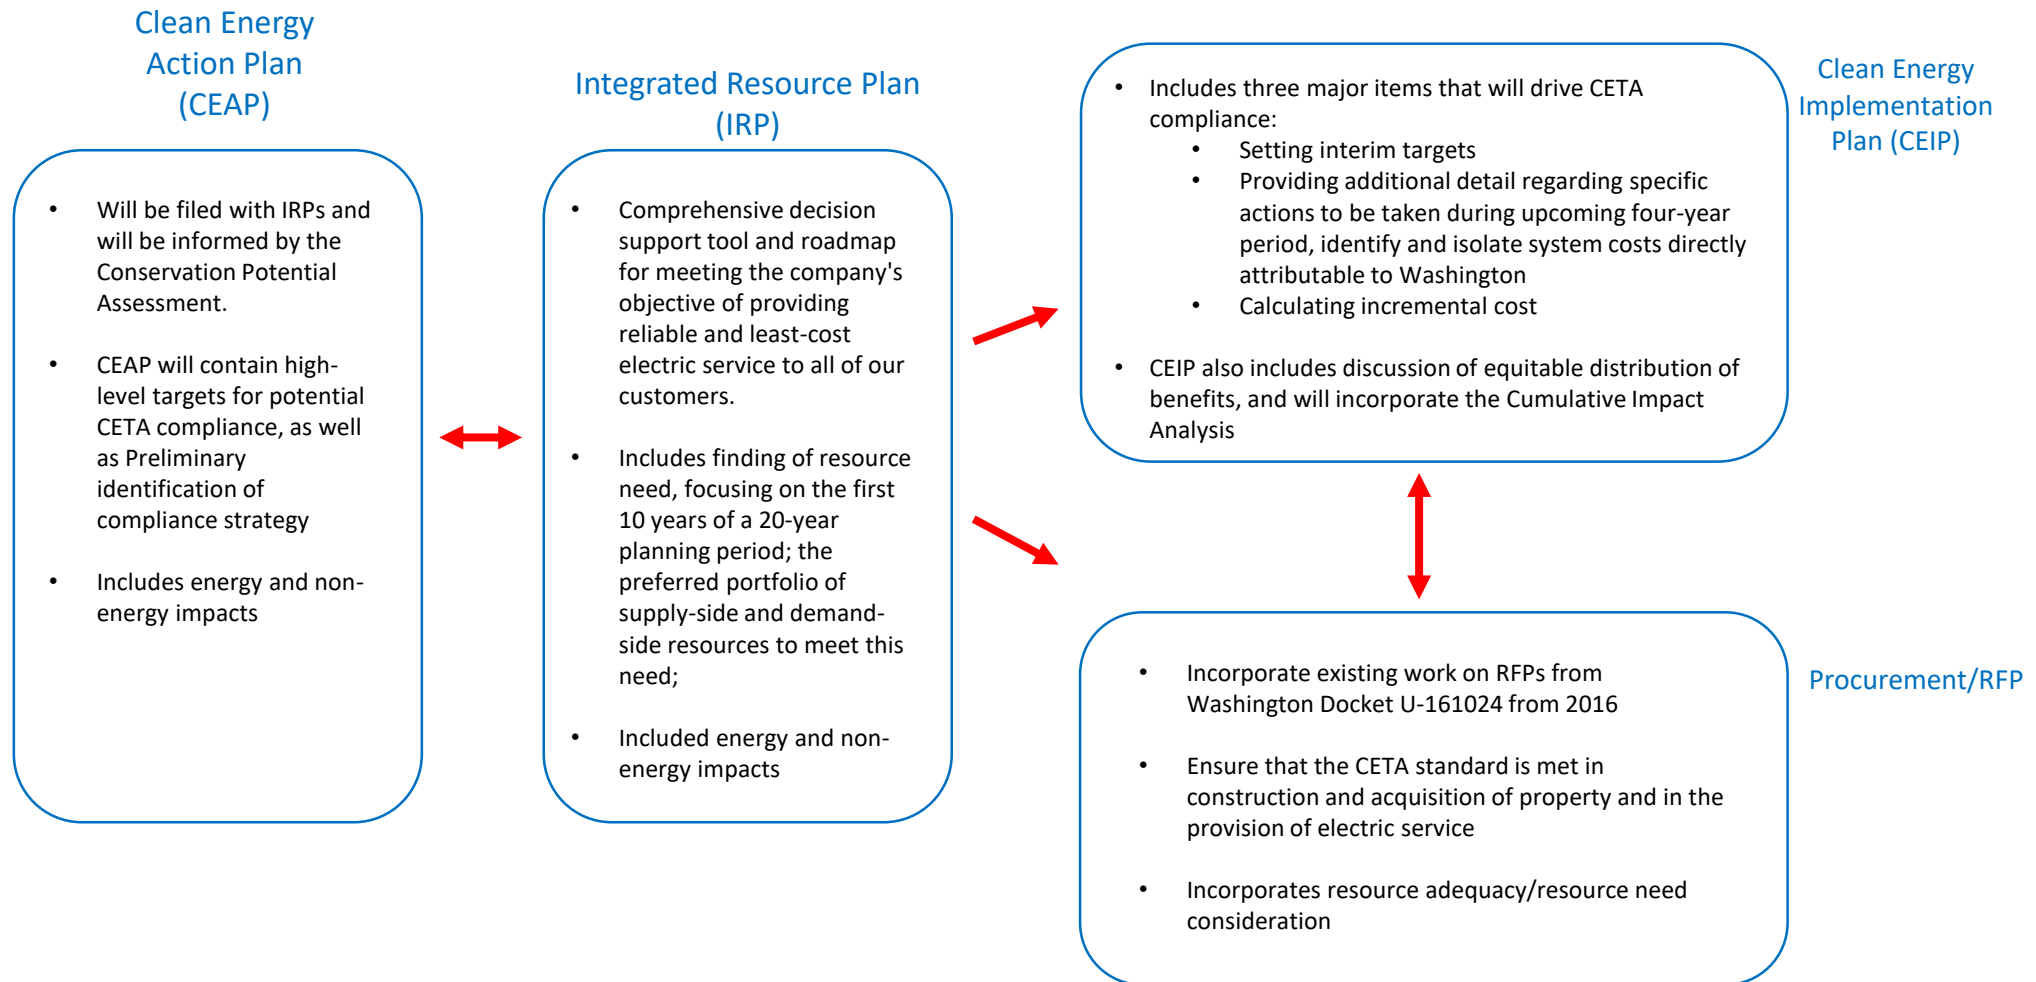 Clean Energy
Action Plan
(CEAP)
• Will be filed with IRPs and
will be informed by the
Conservation Potential
Assessment.
• CEAP will contain high-
level targets for potential
CETA compliance, as well
as Preliminary
identification of
compliance strategy
• Includes energy and non-
energy impacts
Integrated Resource Plan
(IRP)
• Comprehensive decision
support tool and roadmap
for meeting the company's
objective of providing
reliable and least-cost
electric service to all of our
customers.
• Includes finding of resource
need, focusing on the first
10 years of a 20-year
planning period; the
preferred portfolio of
supply-side and demand-
side resources to meet this
need;
• Included energy and non-
energy impacts
Clean Energy
Implementation
Plan (CEIP)
• Includes three major items that will drive CETA
compliance:
• Setting interim targets
• Providing additional detail regarding specific
actions to be taken during upcoming four-year
period, identify and isolate system costs directly
attributable to Washington
• Calculating incremental cost
• CEIP also includes discussion of equitable distribution of
benefits, and will incorporate the Cumulative Impact
Analysis
Procurement/RFP
• Incorporate existing work on RFPs from
Washington Docket U-161024 from 2016
• Ensure that the CETA standard is met in
construction and acquisition of property and in the
provision of electric service
• Incorporates resource adequacy/resource need
consideration